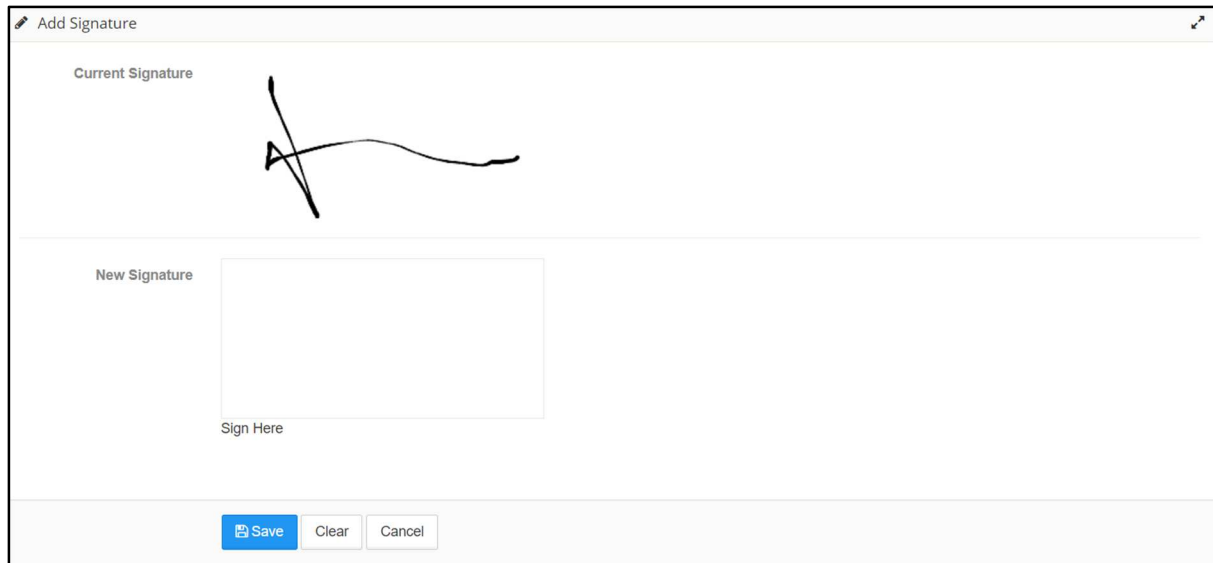 Add Signature
Current Signature
New Signature
Sign Here
Save Clear Cancel